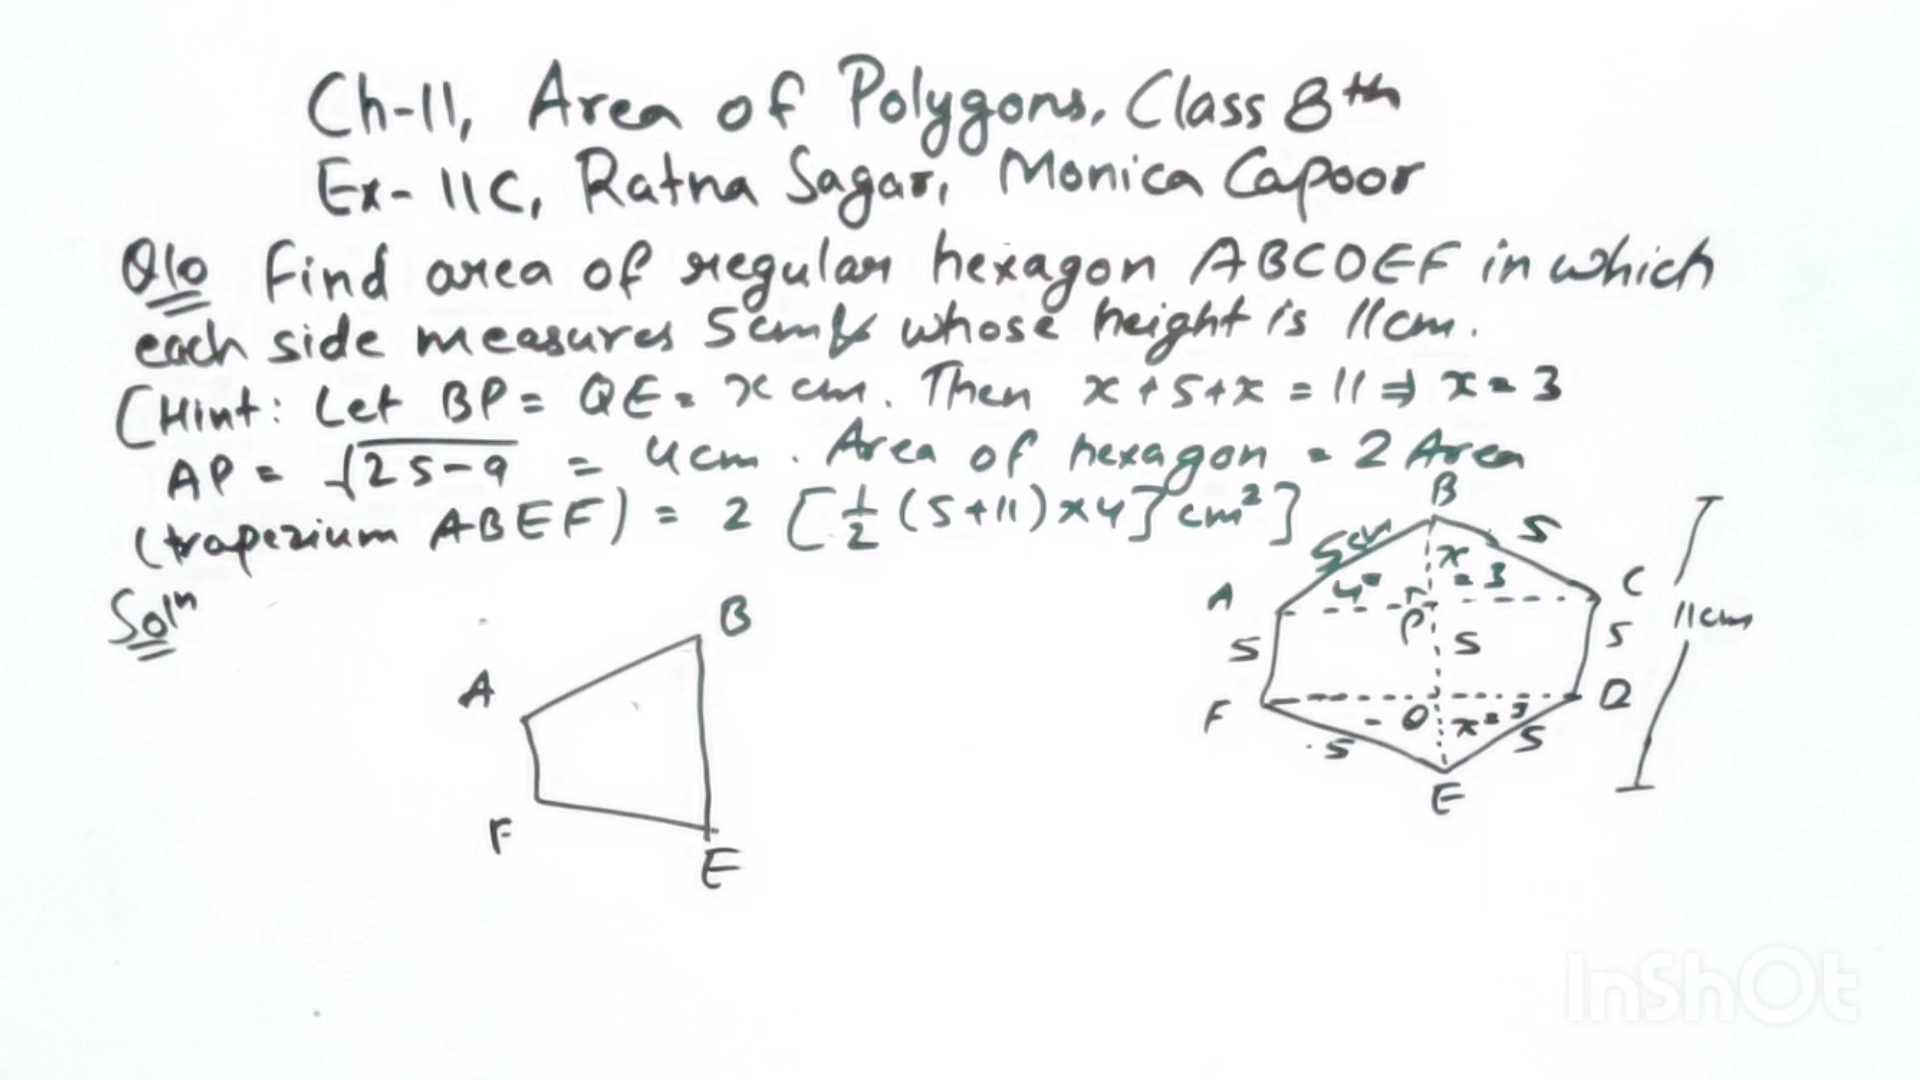 Ch-11, Area of Polygons, Class 8th
Ex-11C, Ratna Sagar, Monica Capoor
Q10 Find area of regular hexagon ABCDEF in which
each side measures 5cm & whose height is 11cm.
[Hint: Let BP = QE = x cm. Then x+5+x = 11 ⇒ x = 3
AP = √25-9 = 4cm. Area of hexagon = 2 Area
(trapezium ABEF) = 2 [½ (5+11)×4] cm²]
Soln
B
A
F
E
B
5cm
5
x = 3
A
4
P
C
5
5
5
11cm
F
Q
x = 3
D
5
5
E
InShOt